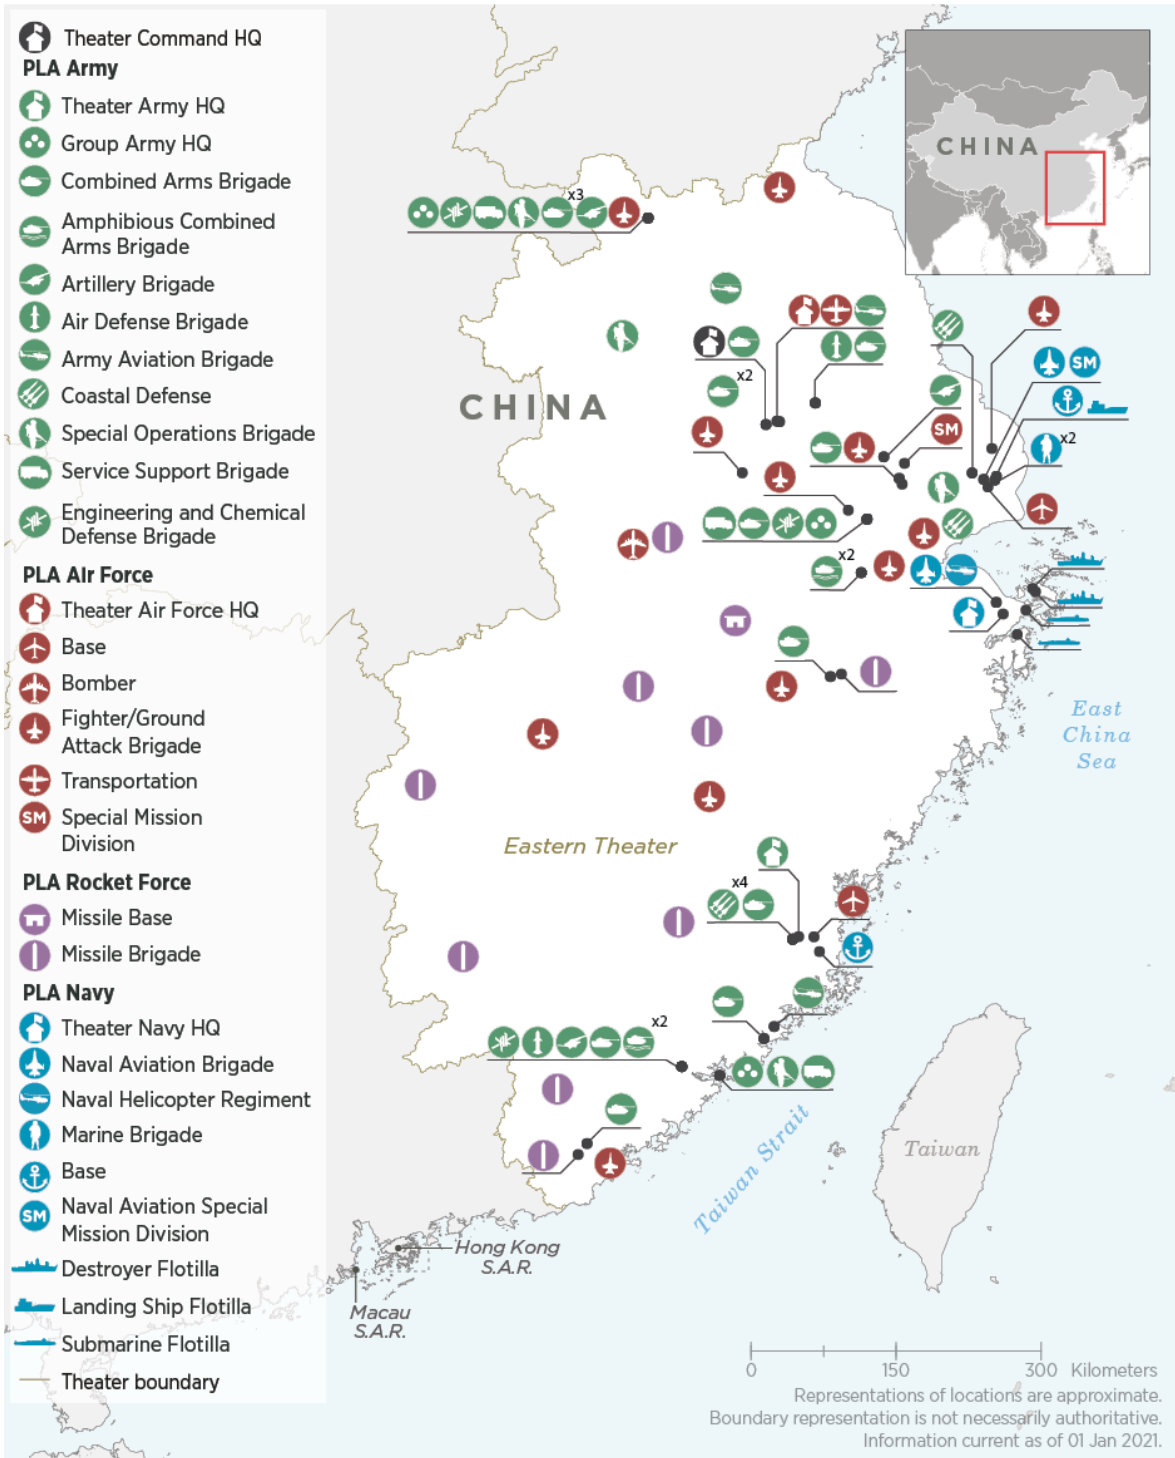 Theater Command HQ
PLA Army
Theater Army HQ
Group Army HQ
Combined Arms Brigade
Amphibious Combined
Arms Brigade
Artillery Brigade
Air Defense Brigade
Army Aviation Brigade
Coastal Defense
Special Operations Brigade
Service Support Brigade
Engineering and Chemical
Defense Brigade
PLA Air Force
Theater Air Force HQ
Base
Bomber
Fighter/Ground
Attack Brigade
Transportation
SM
Special Mission
Division
PLA Rocket Force
Missile Base
Missile Brigade
PLA Navy
Theater Navy HQ
Naval Aviation Brigade
Naval Helicopter Regiment
Marine Brigade
Base
SM
Naval Aviation Special
Mission Division
Destroyer Flotilla
Landing Ship Flotilla
Submarine Flotilla
Theater boundary
CHINA
x3
x2
SM
SM
x2
CHINA
x2
East
China
Sea
Eastern Theater
x4
x2
Taiwan Strait
Taiwan
Hong Kong
S.A.R.
Macau
S.A.R.
0 150 300 Kilometers
Representations of locations are approximate.
Boundary representation is not necessarily authoritative.
Information current as of 01 Jan 2021.